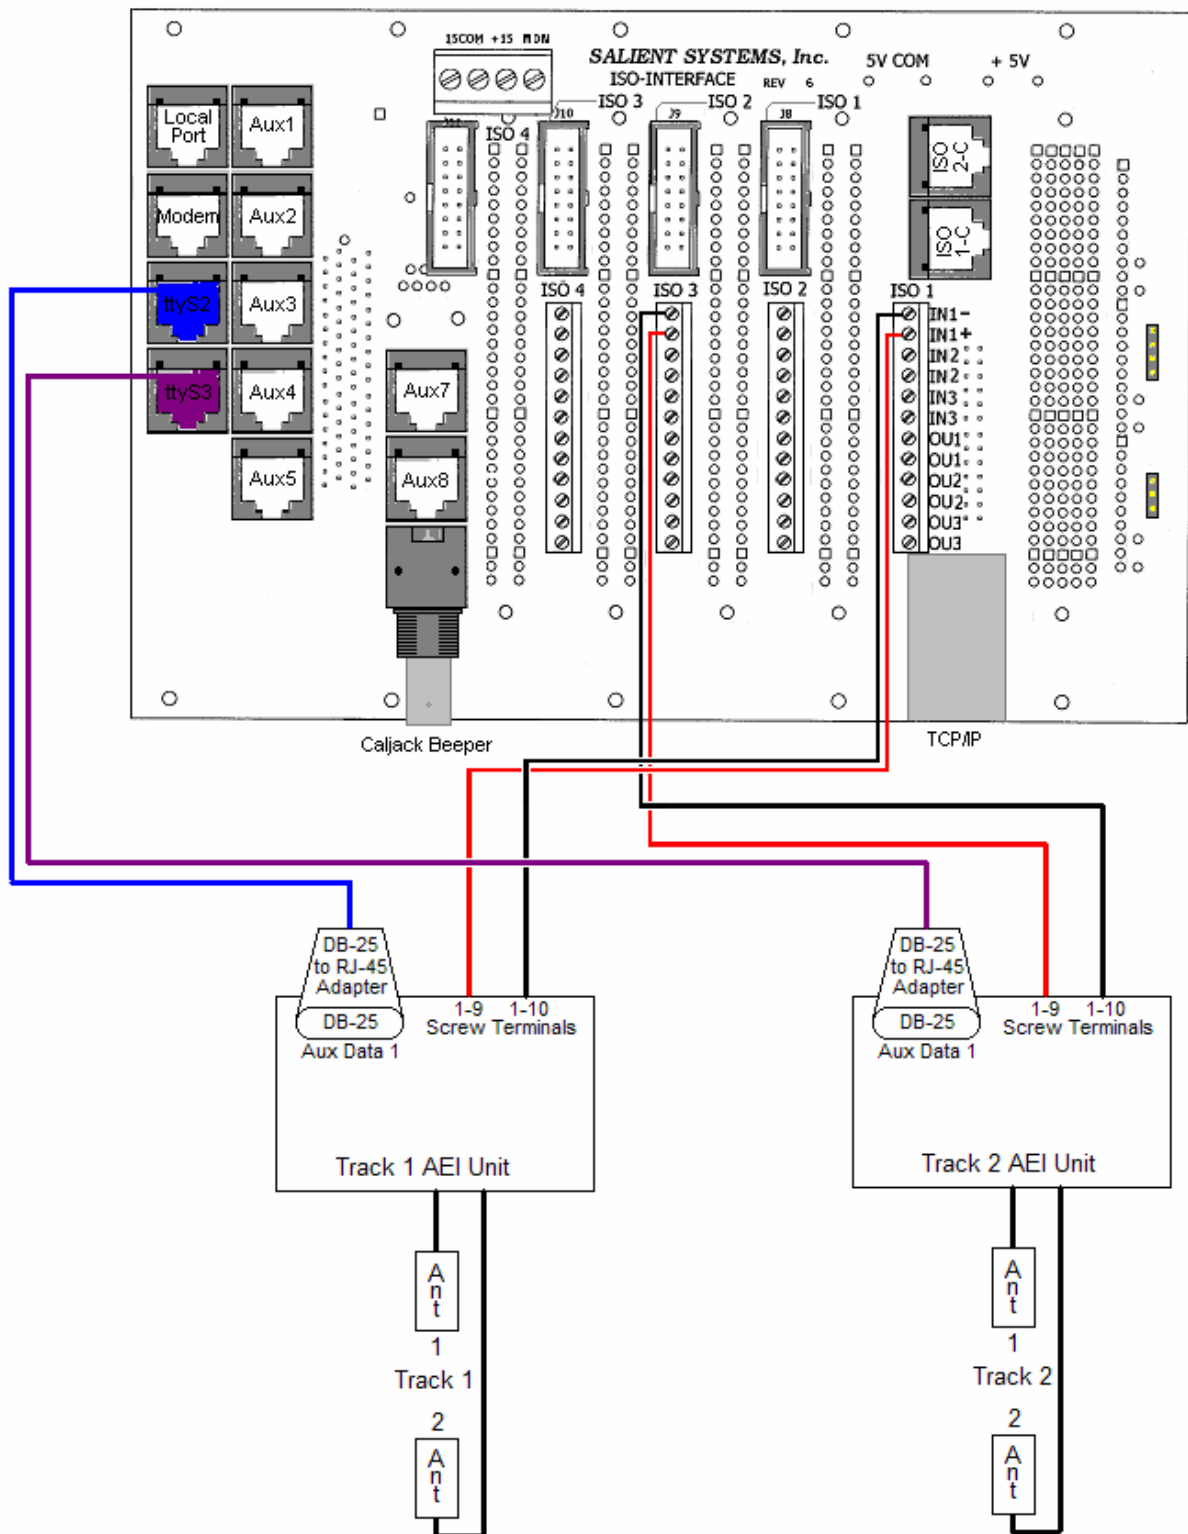 15COM +15 MON
SALIENT SYSTEMS, Inc.
ISO-INTERFACE REV 6
5V COM + 5V
ISO 3
ISO 2
ISO 1
J10
J9
J8
ISO 4
Local
Port
Aux1
Modem
Aux2
ttyS2
Aux3
ttyS3
Aux4
Aux5
Aux7
Aux8
ISO
2-C
ISO
1-C
ISO 4
ISO 3
ISO 2
ISO 1
IN1-
IN1+
IN2
IN2
IN3
IN3
OU1
OU1
OU2
OU2
OU3
OU3
Caljack Beeper
TCP/IP
DB-25
to RJ-45
Adapter
DB-25
Aux Data 1
1-9 1-10
Screw Terminals
Track 1 AEI Unit
DB-25
to RJ-45
Adapter
DB-25
Aux Data 1
1-9 1-10
Screw Terminals
Track 2 AEI Unit
Ant
1
Track 1
2
Ant
Ant
1
Track 2
2
Ant